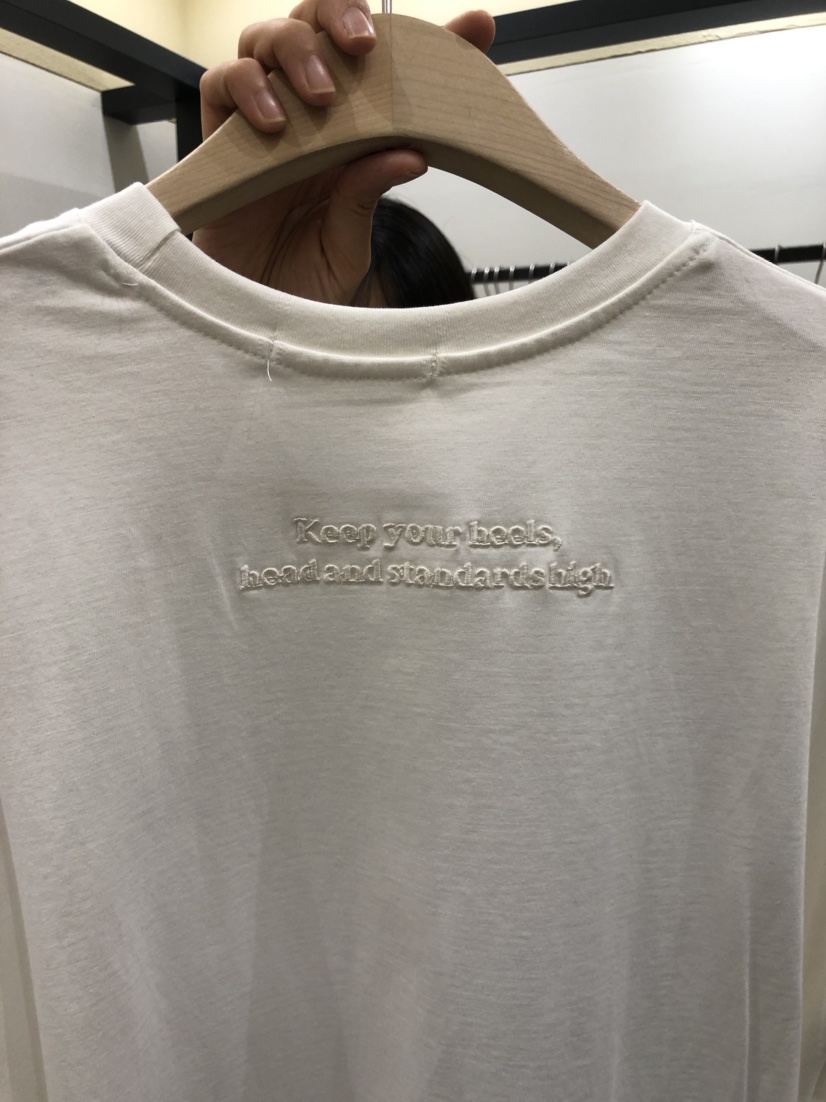 Keep your heels,
head and standards high